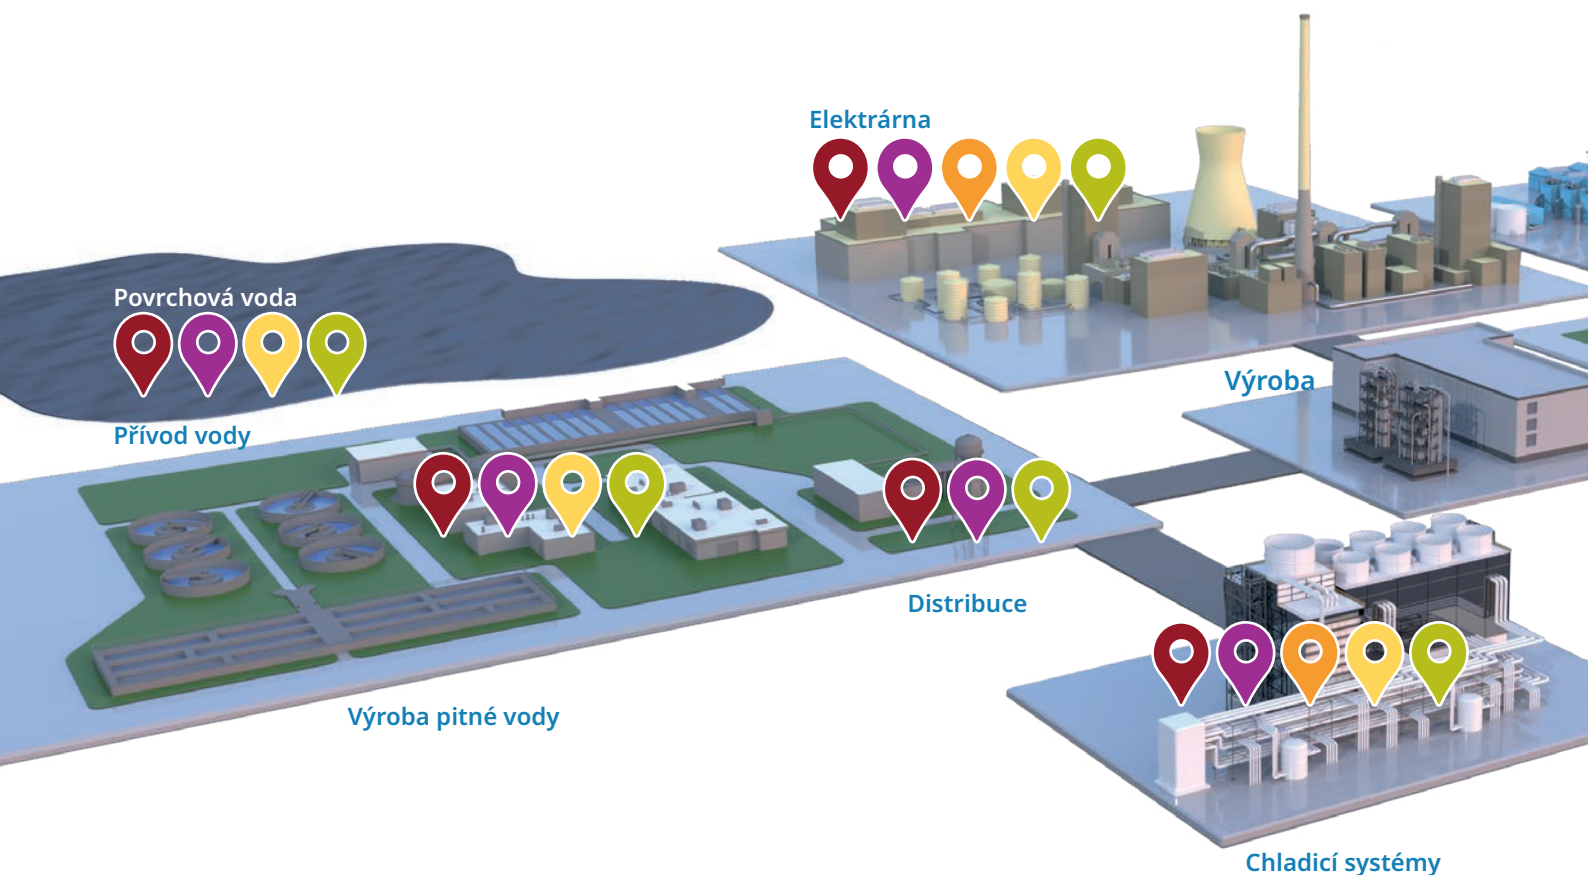 Elektrárna
Povrchová voda
Výroba
Přívod vody
Distribuce
Výroba pitné vody
Chladicí systémy